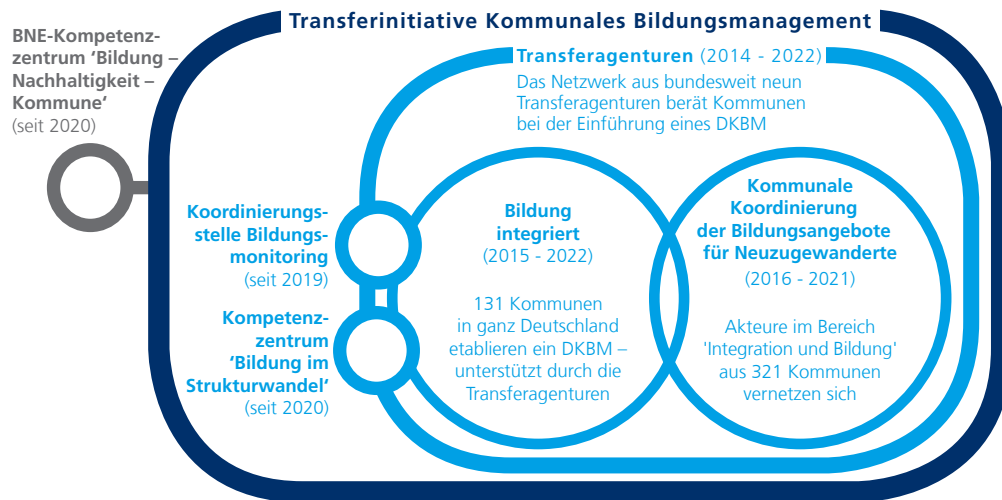 Transferinitiative Kommunales Bildungsmanagement
BNE-Kompetenz-
zentrum ‘Bildung –
Nachhaltigkeit –
Kommune‘
(seit 2020)
Transferagenturen (2014 - 2022)
Das Netzwerk aus bundesweit neun
Transferagenturen berät Kommunen
bei der Einführung eines DKBM
Koordinierungs-
stelle Bildungs-
monitoring
(seit 2019)
Kompetenz-
zentrum
‘Bildung im
Strukturwandel‘
(seit 2020)
Bildung
integriert
(2015 - 2022)
131 Kommunen
in ganz Deutschland
etablieren ein DKBM –
unterstützt durch die
Transferagenturen
Kommunale
Koordinierung
der Bildungsangebote
für Neuzugewanderte
(2016 - 2021)
Akteure im Bereich
'Integration und Bildung'
aus 321 Kommunen
vernetzen sich